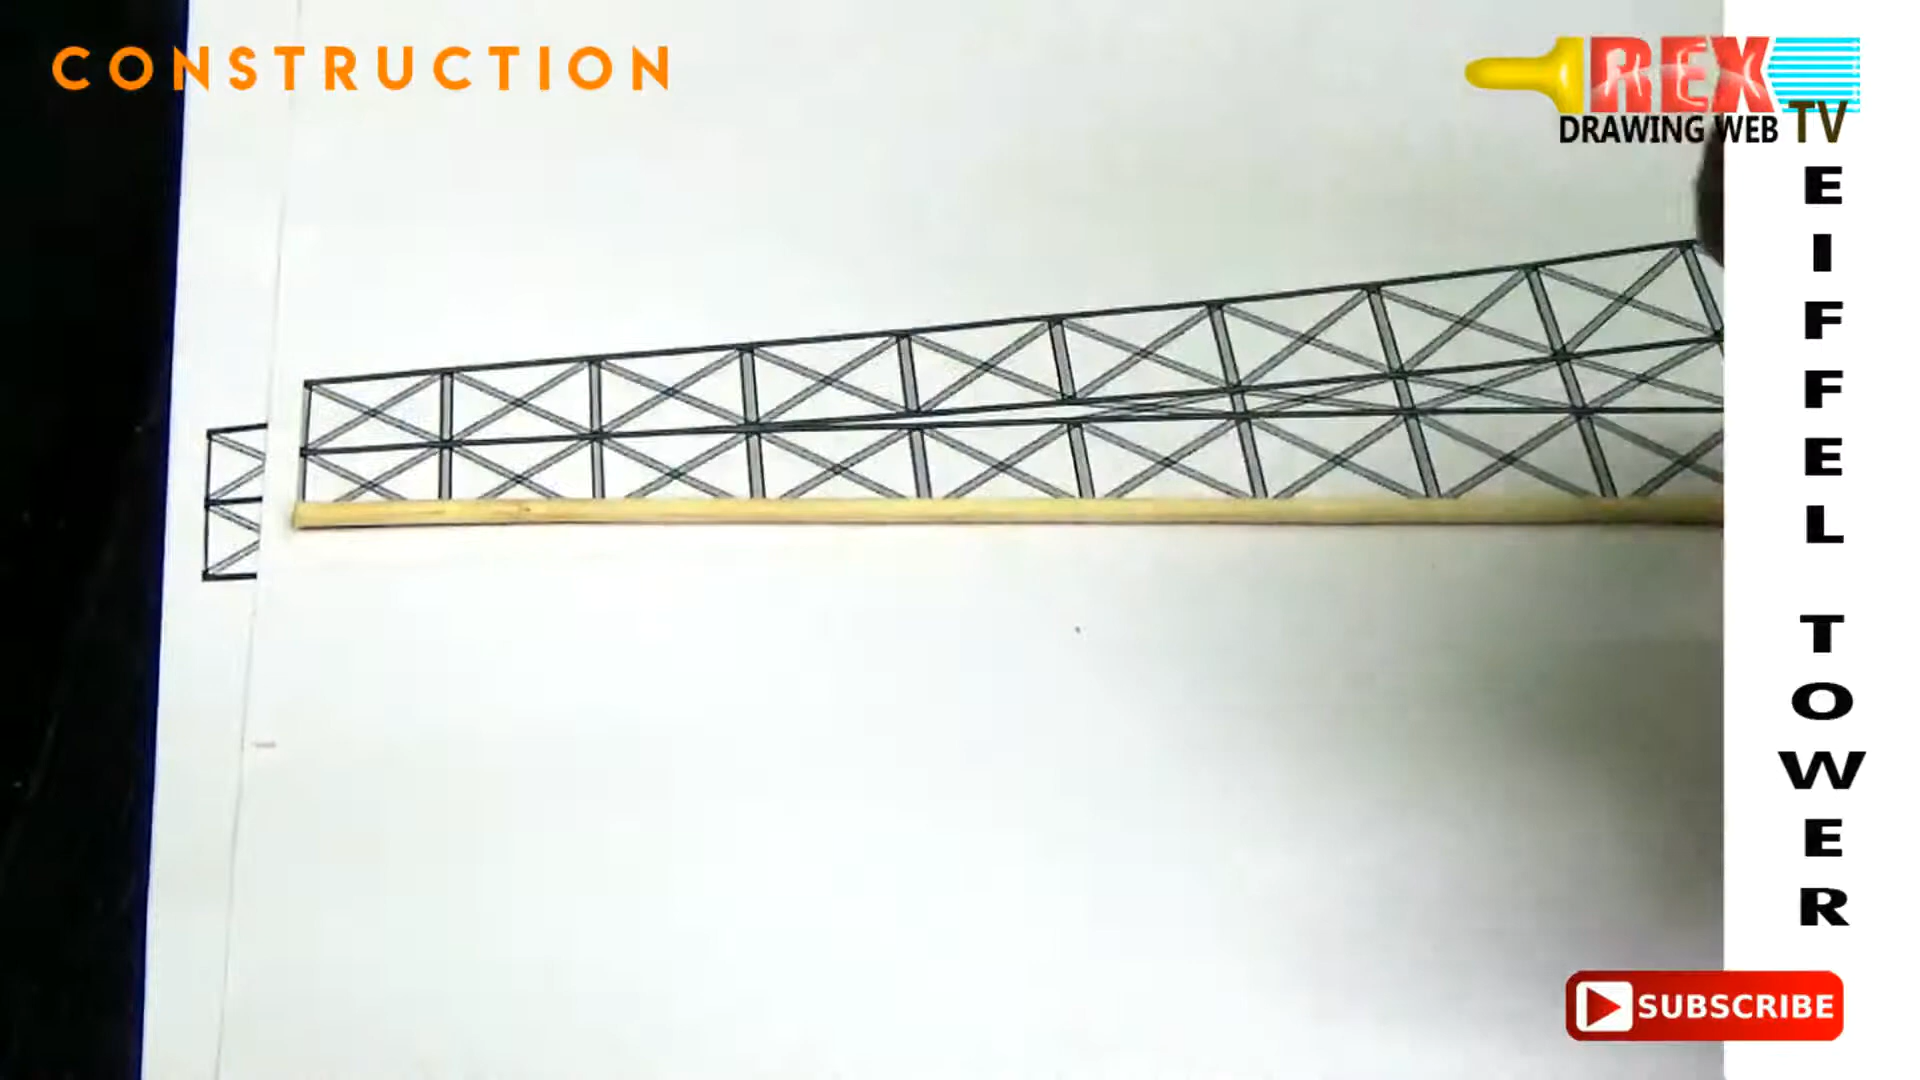 CONSTRUCTION
REX
DRAWING WEB TV
EIFFEL
TOWER
SUBSCRIBE